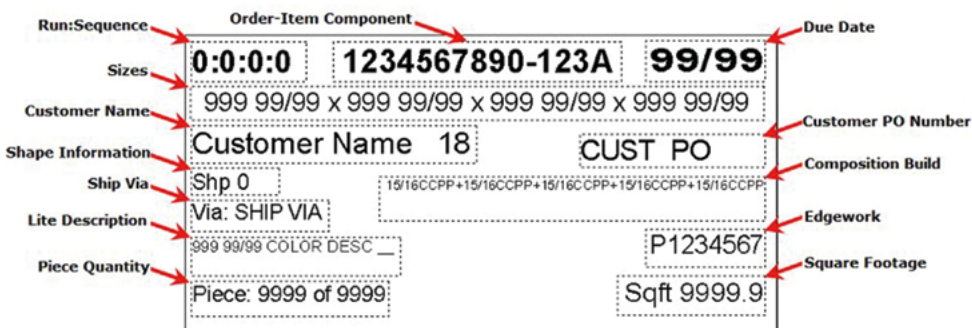 Run:Sequence
Order-Item Component
Due Date
0:0:0:0 1234567890-123A 99/99
Sizes
999 99/99 x 999 99/99 x 999 99/99 x 999 99/99
Customer Name
Customer PO Number
Customer Name 18 CUST PO
Shape Information
Composition Build
Shp 0
15/16CCPP+15/16CCPP+15/16CCPP+15/16CCPP+15/16CCPP
Ship Via
Via: SHIP VIA
Lite Description
Edgework
999 99/99 COLOR DESC__
P1234567
Piece Quantity
Square Footage
Piece: 9999 of 9999 Sqft 9999.9